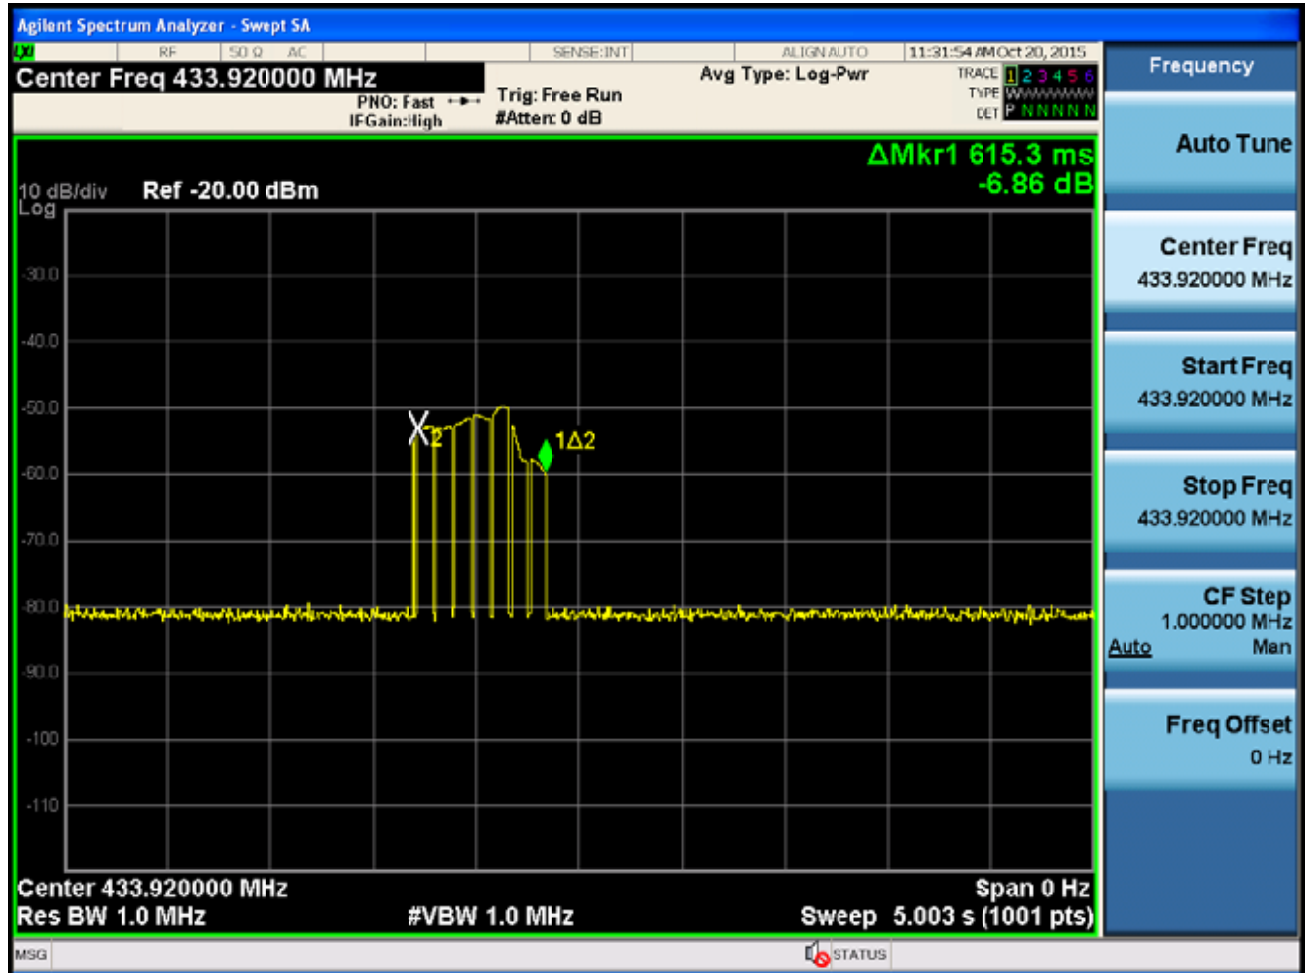 Agilent Spectrum Analyzer - Swept SA
LXI RF 50 Ω AC SENSE:INT ALIGN AUTO 11:31:54 AM Oct 20, 2015
Center Freq 433.920000 MHz
PNO: Fast
IFGain:High
Trig: Free Run
#Atten: 0 dB
Avg Type: Log-Pwr
TRACE 1 2 3 4 5 6
TYPE WWWWWWW
DET P N N N N N
ΔMkr1 615.3 ms
-6.86 dB
10 dB/div Ref -20.00 dBm
Log
-30.0
-40.0
-50.0
2 1Δ2
-60.0
-70.0
-80.0
-90.0
-100
-110
Center 433.920000 MHz Span 0 Hz
Res BW 1.0 MHz #VBW 1.0 MHz Sweep 5.003 s (1001 pts)
MSG STATUS
Frequency
Auto Tune
Center Freq
433.920000 MHz
Start Freq
433.920000 MHz
Stop Freq
433.920000 MHz
CF Step
1.000000 MHz
Auto Man
Freq Offset
0 Hz